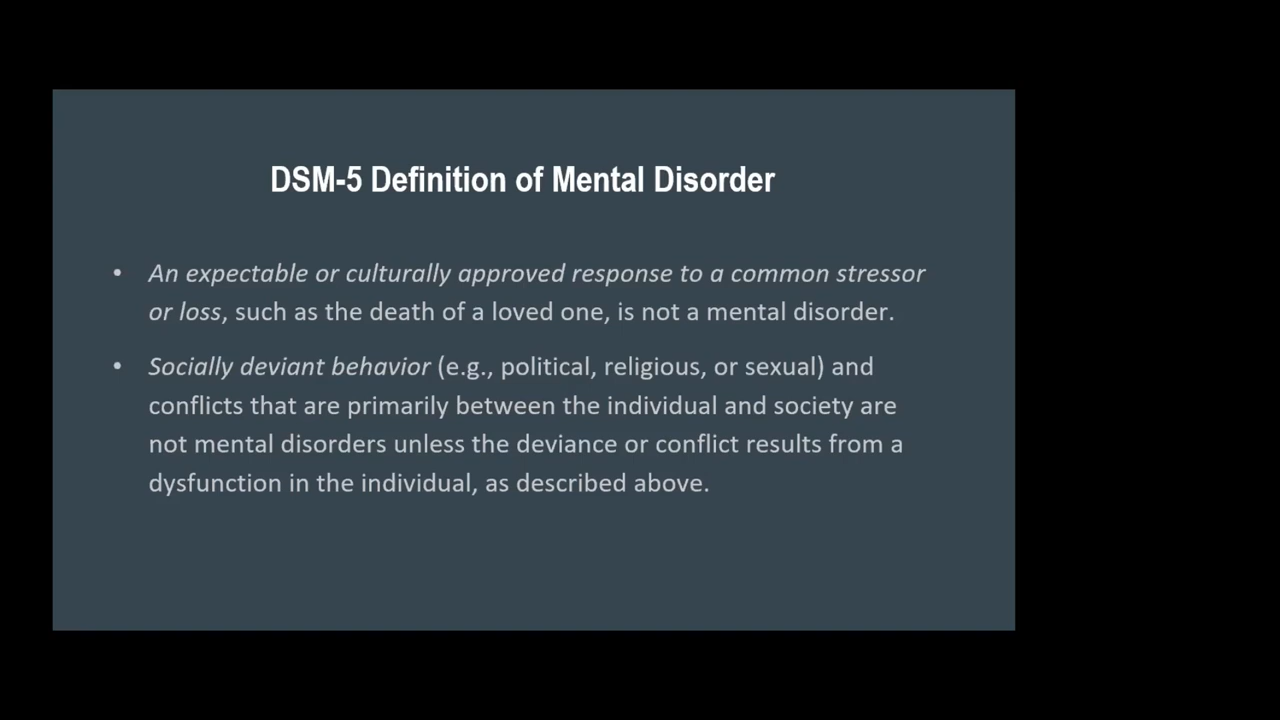 DSM-5 Definition of Mental Disorder
• An expectable or culturally approved response to a common stressor
or loss, such as the death of a loved one, is not a mental disorder.
• Socially deviant behavior (e.g., political, religious, or sexual) and
conflicts that are primarily between the individual and society are
not mental disorders unless the deviance or conflict results from a
dysfunction in the individual, as described above.